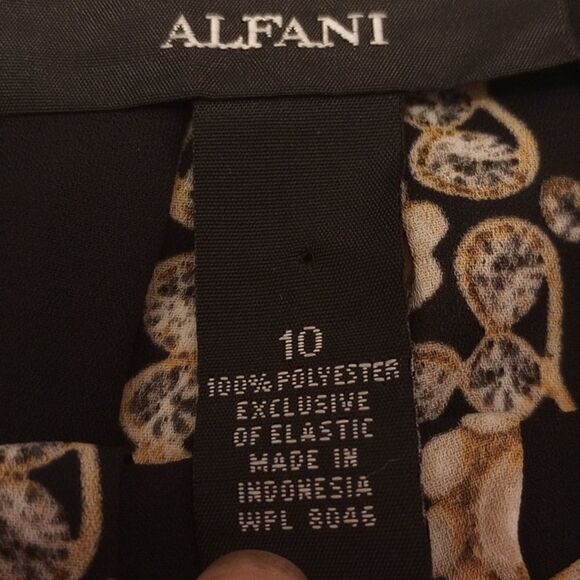 ALFANI
10
100% POLYESTER
EXCLUSIVE
OF ELASTIC
MADE IN
INDONESIA
WPL 8046